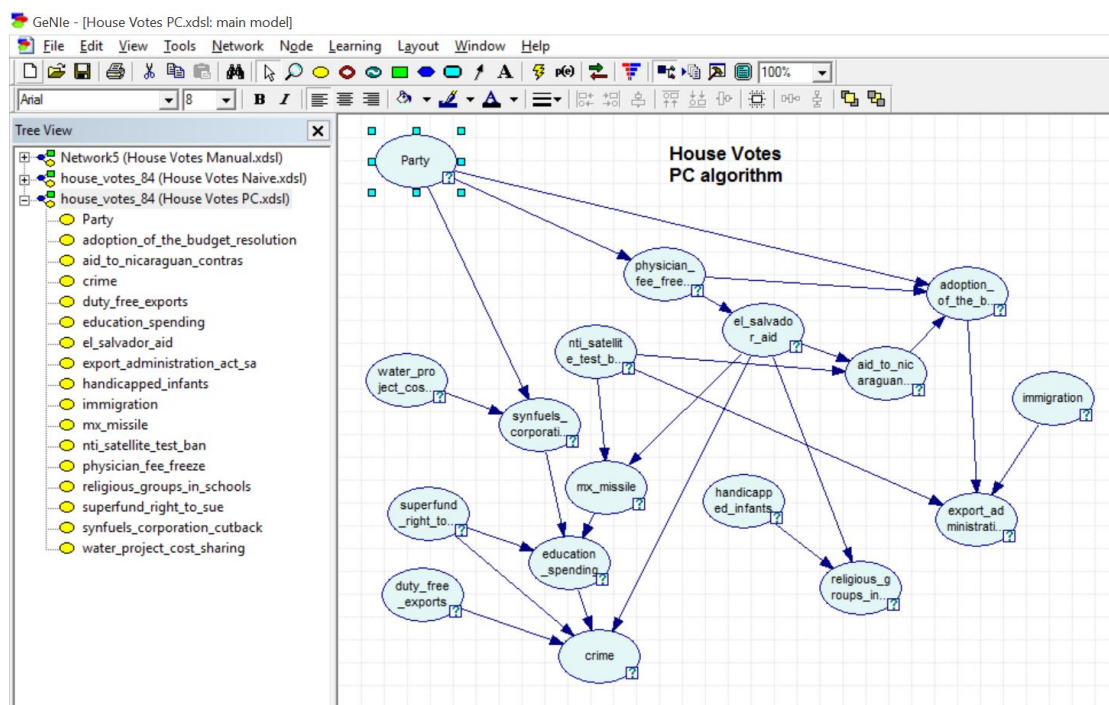 GeNIe - [House Votes PC.xdsl: main model]
File Edit View Tools Network Node Learning Layout Window Help
p(e) 100%
Arial 8 B I A
Tree View
Network5 (House Votes Manual.xdsl)
house_votes_84 (House Votes Naive.xdsl)
house_votes_84 (House Votes PC.xdsl)
Party
adoption_of_the_budget_resolution
aid_to_nicaraguan_contras
crime
duty_free_exports
education_spending
el_salvador_aid
export_administration_act_sa
handicapped_infants
immigration
mx_missile
nti_satellite_test_ban
physician_fee_freeze
religious_groups_in_schools
superfund_right_to_sue
synfuels_corporation_cutback
water_project_cost_sharing
House Votes
PC algorithm
Party
physician_
fee_free...
adoption_
_of_the_b...
el_salvado
r_aid
nti_satellit
e_test_b...
aid_to_nic
araguan...
water_pro
ject_cos...
immigration
synfuels_
corporati...
mx_missile
handicapp
ed_infants
superfund
_right_to...
export_ad
ministrati...
education
_spending
duty_free
_exports
religious_g
roups_in...
crime